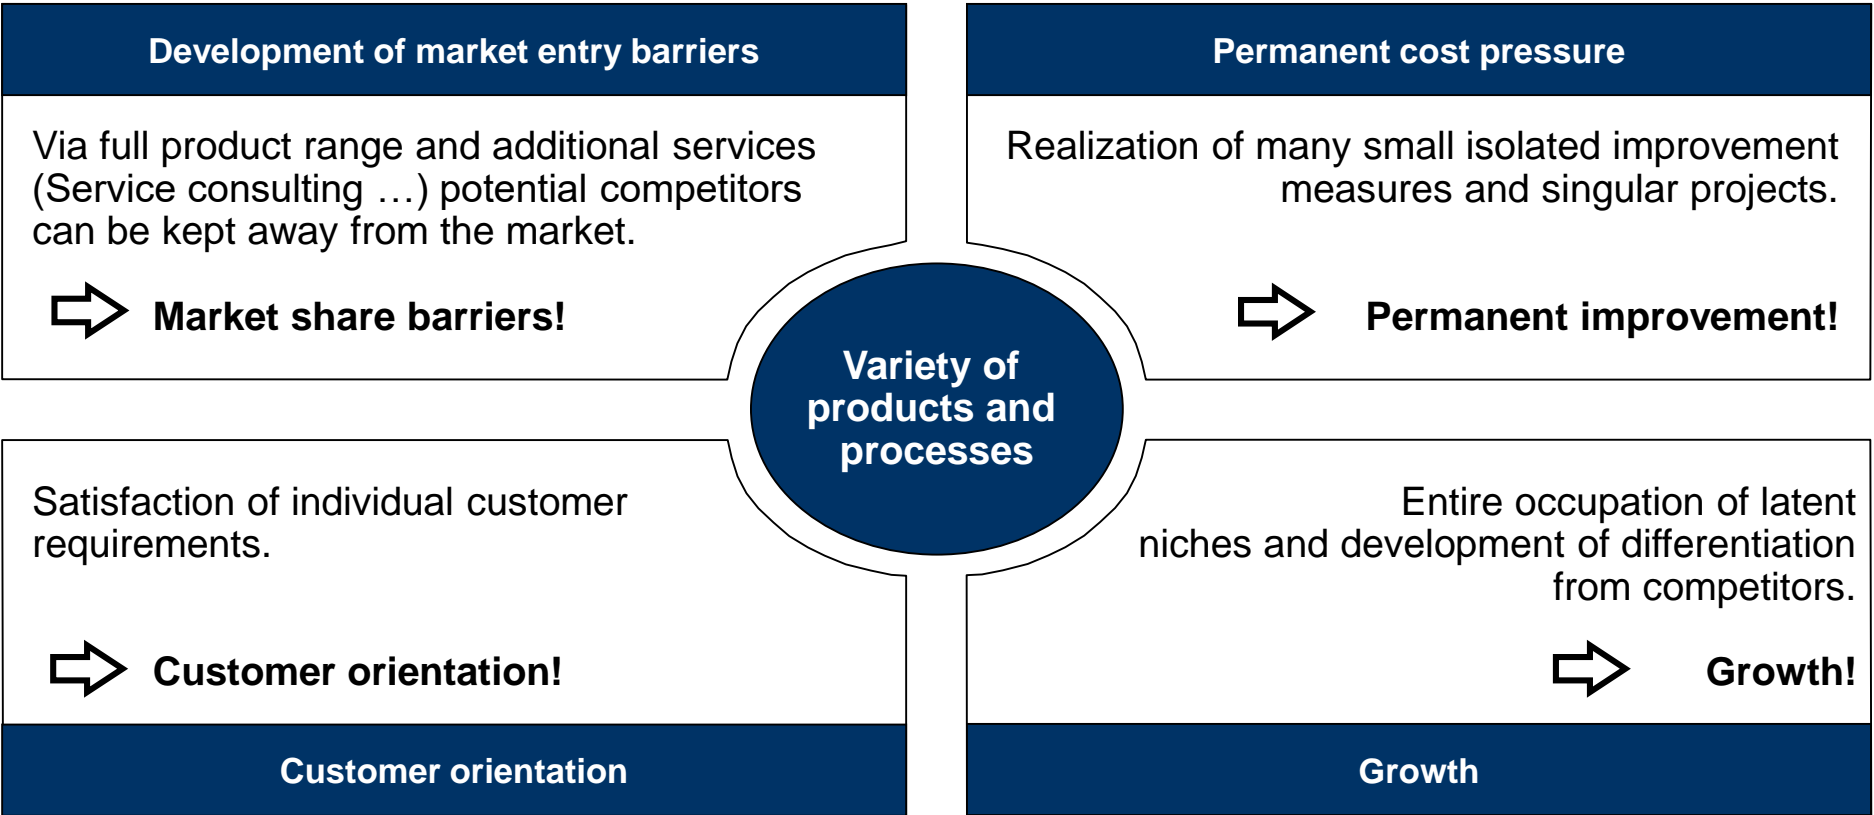 Development of market entry barriers
Via full product range and additional services
(Service consulting …) potential competitors
can be kept away from the market.
Market share barriers!
Permanent cost pressure
Realization of many small isolated improvement
measures and singular projects.
Permanent improvement!
Variety of
products and
processes
Satisfaction of individual customer
requirements.
Customer orientation!
Customer orientation
Entire occupation of latent
niches and development of differentiation
from competitors.
Growth!
Growth